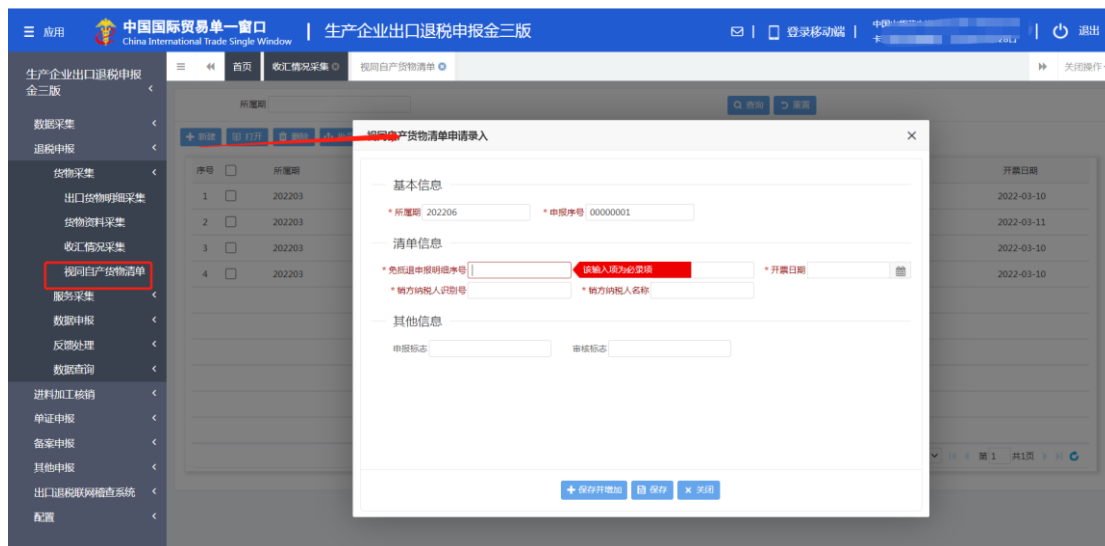 应用
中国国际贸易单一窗口
China International Trade Single Window
生产企业出口退税申报金三版
登录移动端
退出
生产企业出口退税申报金三版
首页
收汇情况采集
视同自产货物清单
关闭操作
数据采集
退税申报
货物采集
出口货物明细采集
货物资料采集
收汇情况采集
视同自产货物清单
服务采集
数据申报
反馈处理
数据查询
进料加工核销
单证申报
备案申报
其他申报
出口退税联网稽查系统
配置
所属期
查询
重置
新建
打开
删除
序号 所属期 开票日期
1 202203 2022-03-10
2 202203 2022-03-11
3 202203 2022-03-10
4 202203 2022-03-10
第 1 共1页
视同自产货物清单申请录入
基本信息
* 所属期 202206 * 申报序号 00000001
清单信息
* 免抵退申报明细序号 该输入项为必录项 * 开票日期
* 销方纳税人识别号 * 销方纳税人名称
其他信息
申报标志 审核标志
保存并增加 保存 关闭